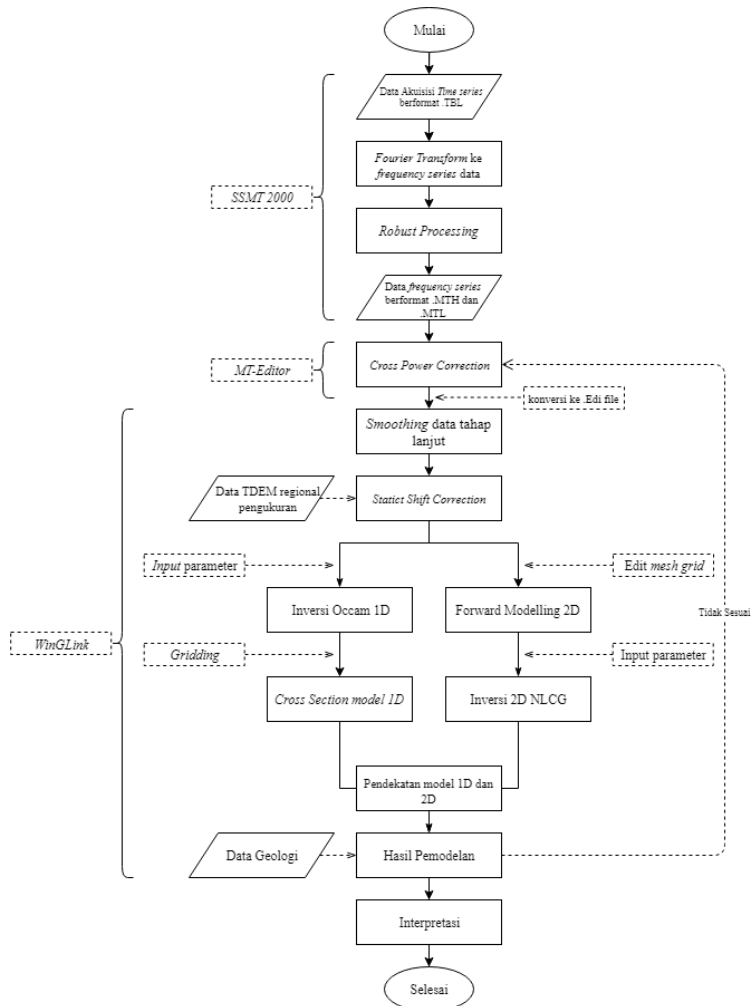 Mulai
Data Akuisisi Time series
berformat .TBL
Fourier Transform ke
frequency series data
SSMT 2000
Robust Processing
Data frequency series
berformat .MTH dan
.MTL
MT-Editor
Cross Power Correction
konversi ke .Edi file
Smoothing data tahap
lanjut
Data TDEM regional
pengukuran
Statict Shift Correction
Input parameter
Edit mesh grid
Inversi Occam 1D
Forward Modelling 2D
Tidak Sesuai
WinGLink
Gridding
Input parameter
Cross Section model 1D
Inversi 2D NLCG
Pendekatan model 1D dan
2D
Data Geologi
Hasil Pemodelan
Interpretasi
Selesai